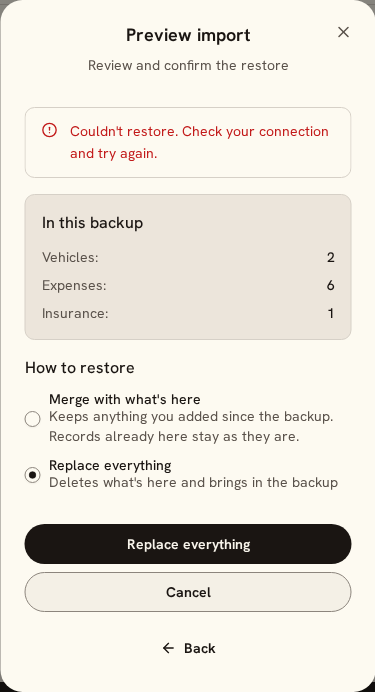 Preview import
Review and confirm the restore
Couldn't restore. Check your connection
and try again.
In this backup
Vehicles: 2
Expenses: 6
Insurance: 1
How to restore
Merge with what's here
Keeps anything you added since the backup.
Records already here stay as they are.
Replace everything
Deletes what's here and brings in the backup
Replace everything
Cancel
Back